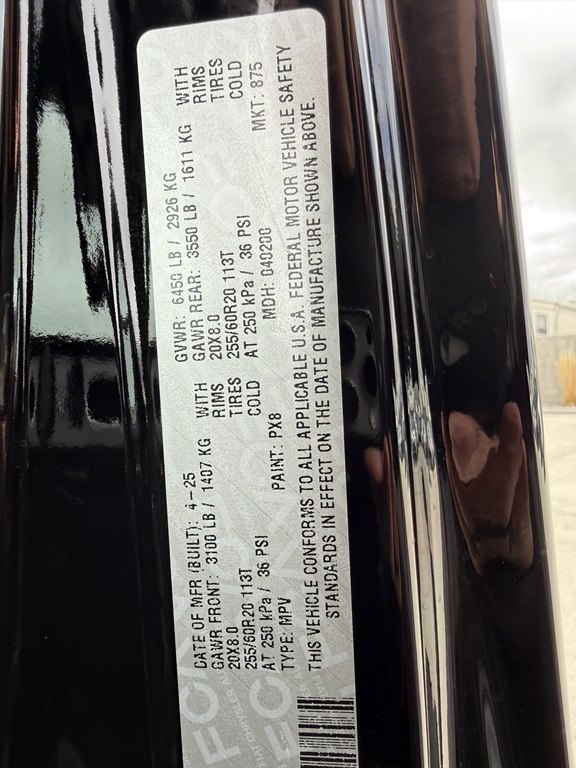 DATE OF MFR (BUILT): 4-25 GVWR: 6450 LB / 2926 KG
GAWR FRONT: 3100 LB / 1407 KG WITH GAWR REAR: 3550 LB / 1611 KG WITH
20X8.0 RIMS 20X8.0 RIMS
255/60R20 113T TIRES 255/60R20 113T TIRES
AT 250 kPa / 36 PSI COLD AT 250 kPa / 36 PSI COLD
TYPE: MPV PAINT: PX8 MDH: 040200 MKT: 875
THIS VEHICLE CONFORMS TO ALL APPLICABLE U.S.A. FEDERAL MOTOR VEHICLE SAFETY
STANDARDS IN EFFECT ON THE DATE OF MANUFACTURE SHOWN ABOVE.